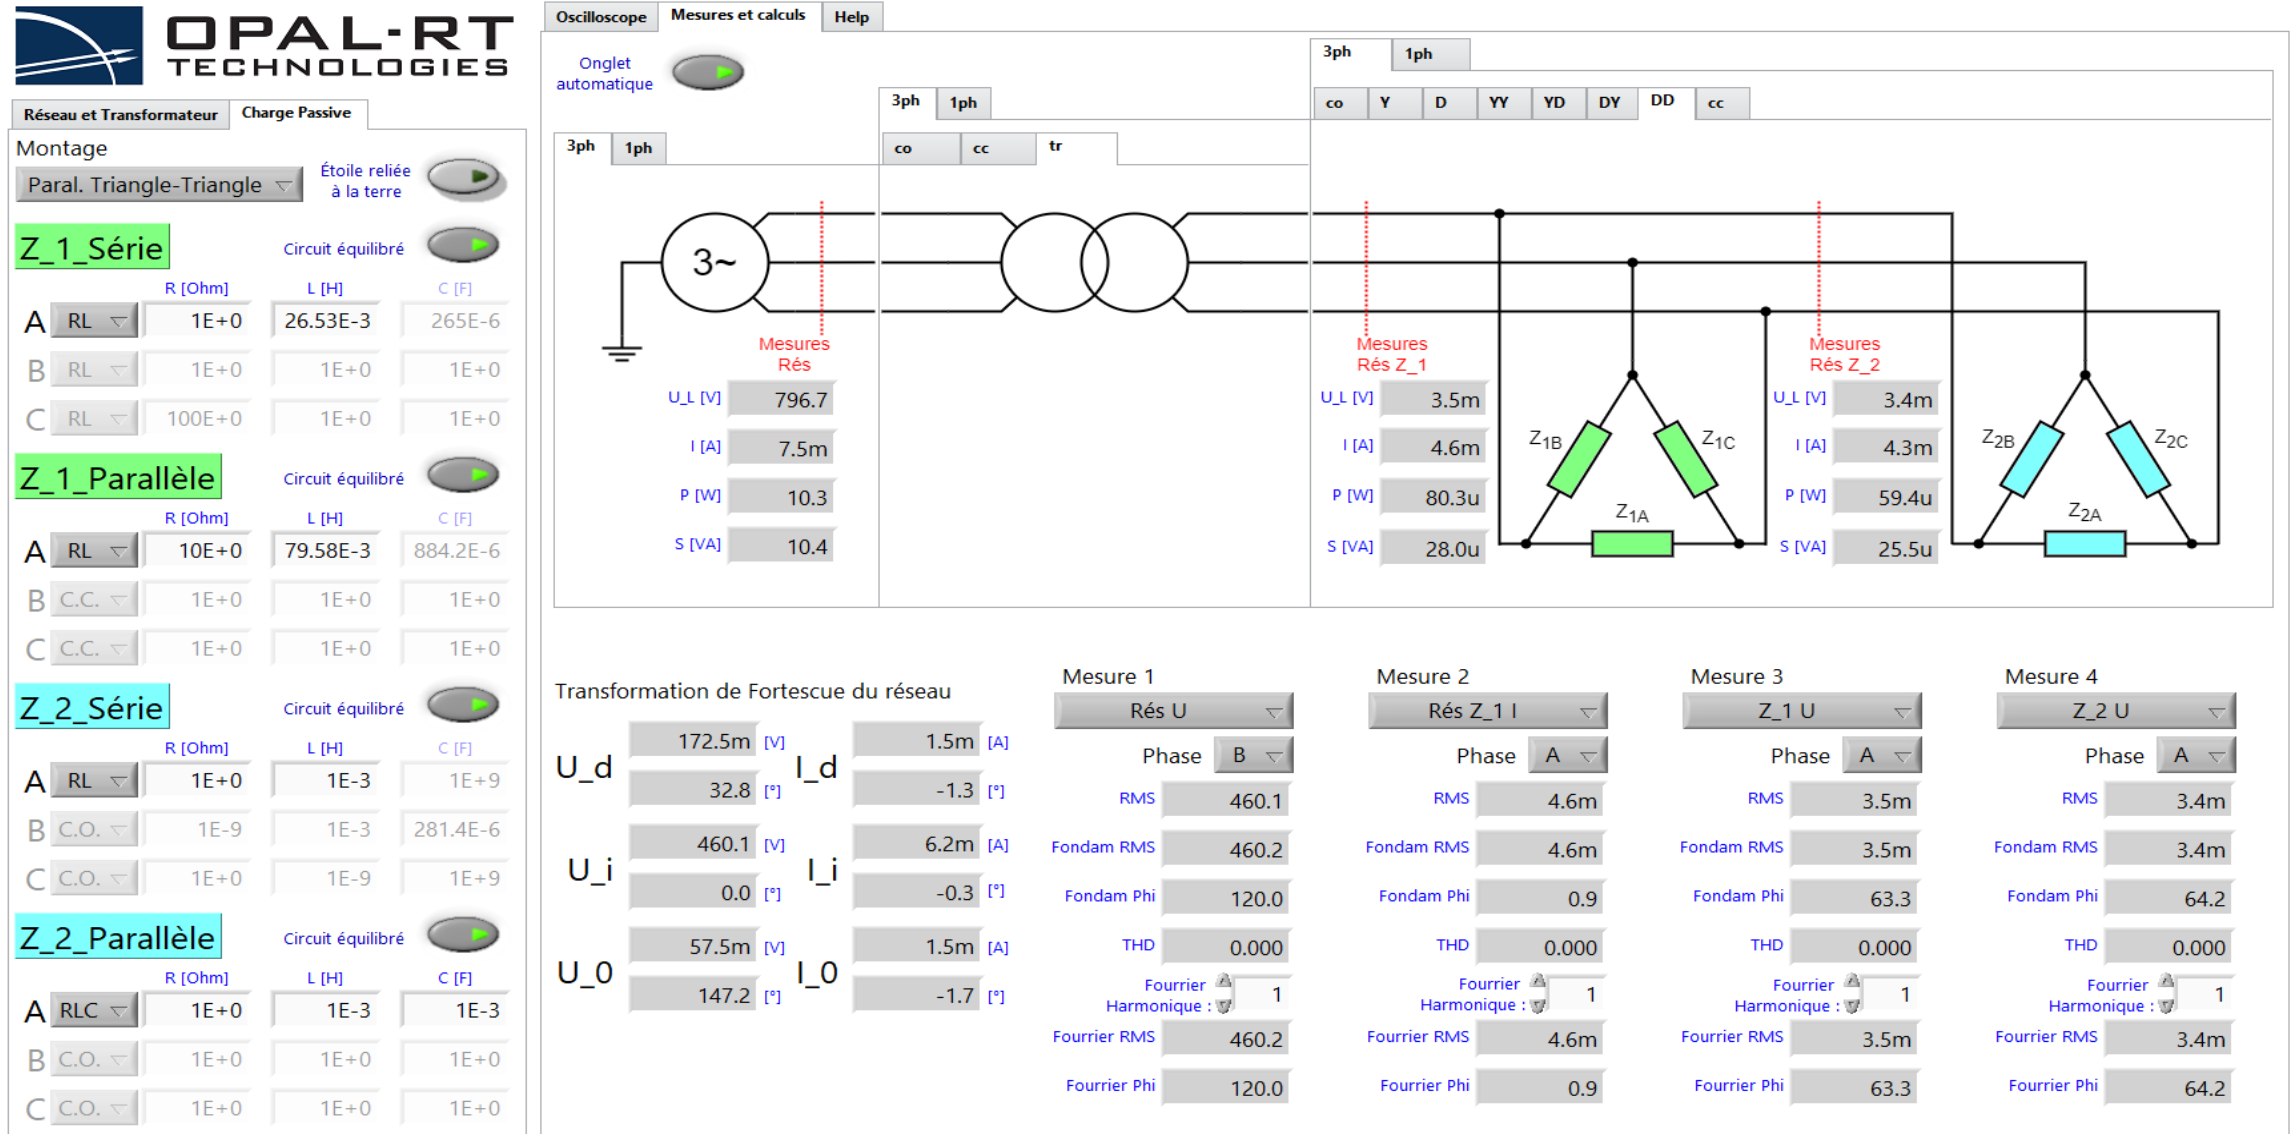 OPAL-RT
TECHNOLOGIES
Réseau et Transformateur
Charge Passive
Montage
Paral. Triangle-Triangle
Étoile reliée
à la terre
Z_1_Série
Circuit équilibré
R [Ohm] L [H] C [F]
A RL 1E+0 26.53E-3 265E-6
B RL 1E+0 1E+0 1E+0
C RL 100E+0 1E+0 1E+0
Z_1_Parallèle
Circuit équilibré
R [Ohm] L [H] C [F]
A RL 10E+0 79.58E-3 884.2E-6
B C.C. 1E+0 1E+0 1E+0
C C.C. 1E+0 1E+0 1E+0
Z_2_Série
Circuit équilibré
R [Ohm] L [H] C [F]
A RL 1E+0 1E-3 1E+9
B C.O. 1E-9 1E-3 281.4E-6
C C.O. 1E+0 1E-9 1E+9
Z_2_Parallèle
Circuit équilibré
R [Ohm] L [H] C [F]
A RLC 1E+0 1E-3 1E-3
B C.O. 1E+0 1E+0 1E+0
C C.O. 1E+0 1E+0 1E+0
Oscilloscope Mesures et calculs Help
Onglet
automatique
3ph 1ph
3ph 1ph
co cc tr
3ph 1ph
co Y D YY YD DY DD cc
3~
Mesures
Rés
U_L [V] 796.7
I [A] 7.5m
P [W] 10.3
S [VA] 10.4
Mesures
Rés Z_1
U_L [V] 3.5m
I [A] 4.6m
P [W] 80.3u
S [VA] 28.0u
Z1B
Z1C
Z1A
Mesures
Rés Z_2
U_L [V] 3.4m
I [A] 4.3m
P [W] 59.4u
S [VA] 25.5u
Z2B
Z2C
Z2A
Transformation de Fortescue du réseau
U_d 172.5m [V]
32.8 [°]
I_d 1.5m [A]
-1.3 [°]
U_i 460.1 [V]
0.0 [°]
I_i 6.2m [A]
-0.3 [°]
U_0 57.5m [V]
147.2 [°]
I_0 1.5m [A]
-1.7 [°]
Mesure 1
Rés U
Phase B
RMS 460.1
Fondam RMS 460.2
Fondam Phi 120.0
THD 0.000
Fourrier
Harmonique : 1
Fourrier RMS 460.2
Fourrier Phi 120.0
Mesure 2
Rés Z_1 I
Phase A
RMS 4.6m
Fondam RMS 4.6m
Fondam Phi 0.9
THD 0.000
Fourrier
Harmonique : 1
Fourrier RMS 4.6m
Fourrier Phi 0.9
Mesure 3
Z_1 U
Phase A
RMS 3.5m
Fondam RMS 3.5m
Fondam Phi 63.3
THD 0.000
Fourrier
Harmonique : 1
Fourrier RMS 3.5m
Fourrier Phi 63.3
Mesure 4
Z_2 U
Phase A
RMS 3.4m
Fondam RMS 3.4m
Fondam Phi 64.2
THD 0.000
Fourrier
Harmonique : 1
Fourrier RMS 3.4m
Fourrier Phi 64.2